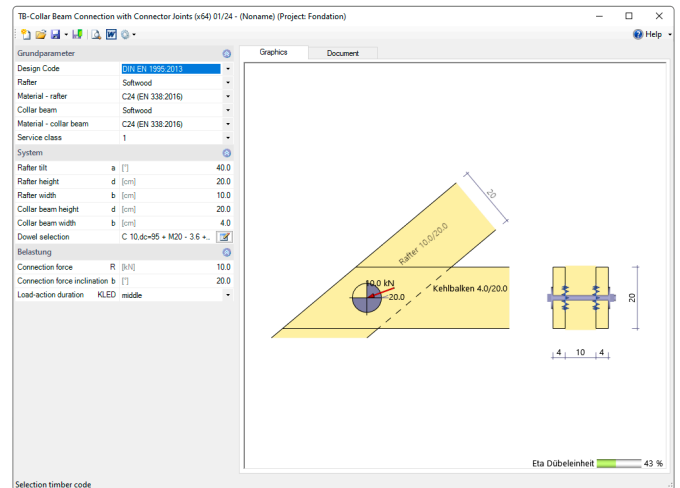 TB-Collar Beam Connection with Connector Joints (x64) 01/24 - (Noname) (Project: Fondation)
Help
Grundparameter
Design Code DIN EN 1995:2013
Rafter Softwood
Material - rafter C24 (EN 338:2016)
Collar beam Softwood
Material - collar beam C24 (EN 338:2016)
Service class 1
System
Rafter tilt a [°] 40.0
Rafter height d [cm] 20.0
Rafter width b [cm] 10.0
Collar beam height d [cm] 20.0
Collar beam width b [cm] 4.0
Dowel selection C 10,dc=95 + M20 - 3.6 +...
Belastung
Connection force R [kN] 10.0
Connection force inclination b [°] 20.0
Load-action duration KLED middle
Graphics Document
20
Rafter 10.0/20.0
10.0 kN
20.0
Kehlbalken 4.0/20.0
20
4 10 4
Eta Dübeleinheit 43 %
Selection timber code